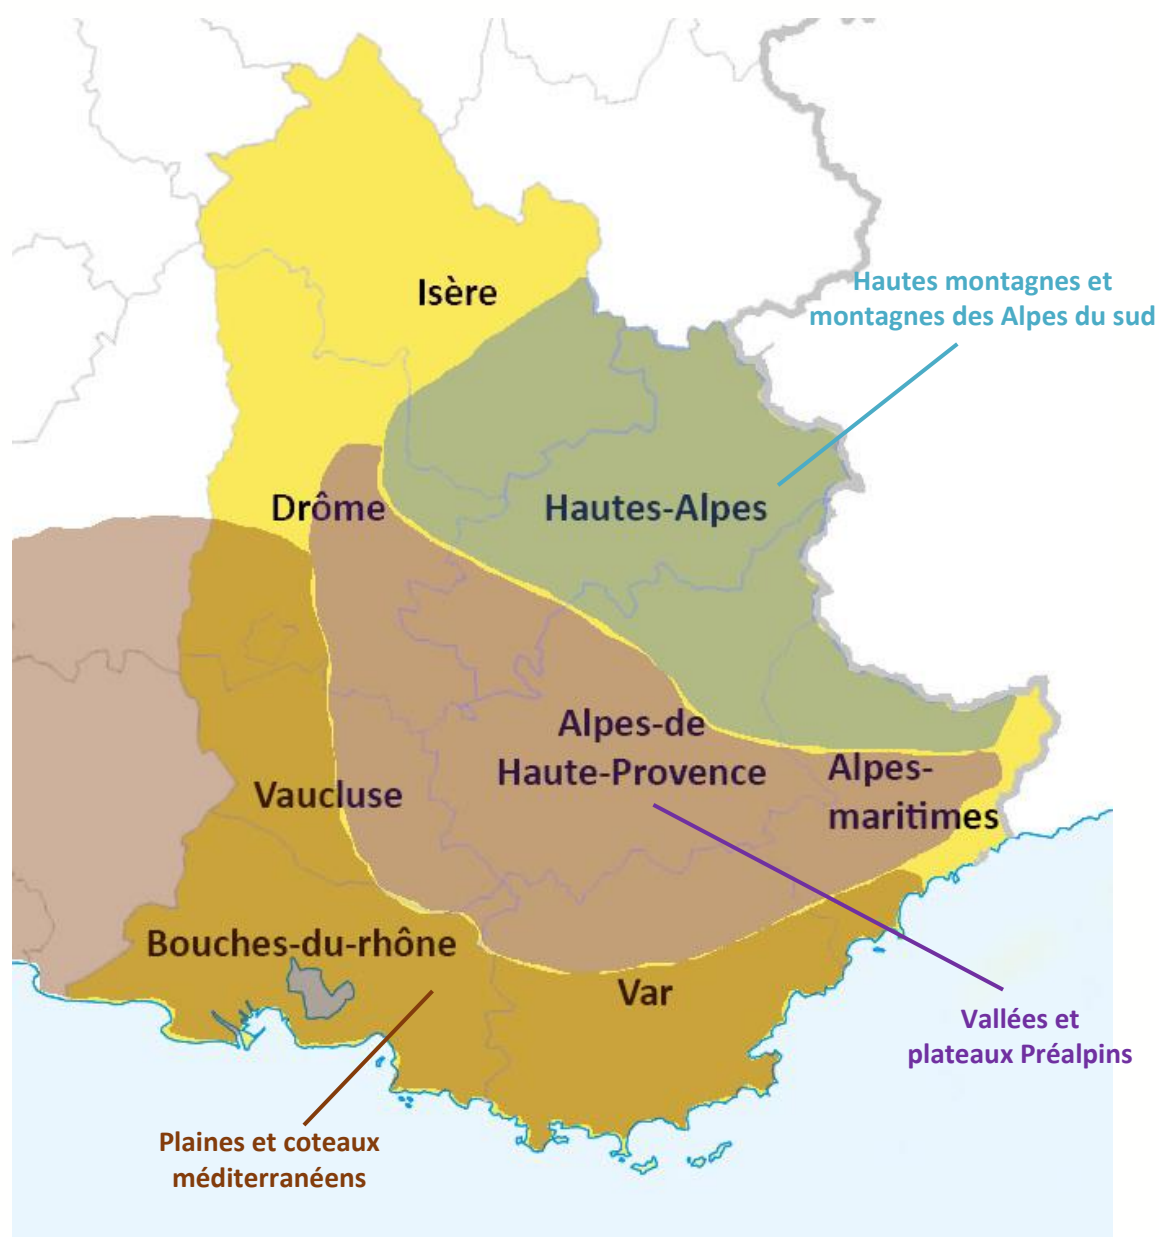 Isère
Hautes montagnes et
montagnes des Alpes du sud
Drôme
Hautes-Alpes
Alpes-de
Haute-Provence
Alpes-
maritimes
Vaucluse
Bouches-du-rhône
Var
Vallées et
plateaux Préalpins
Plaines et coteaux
méditerranéens